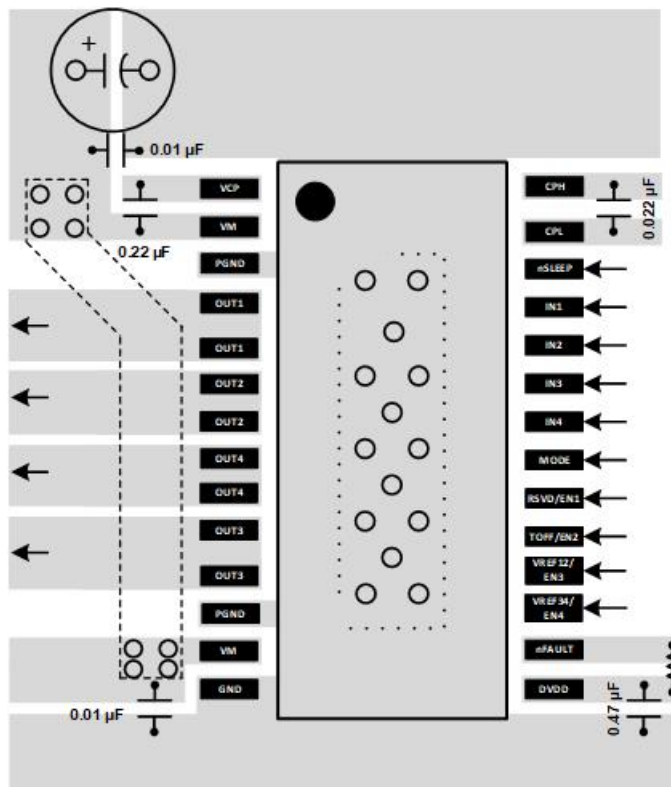 +
0.01 µF
VCP
0.22 µF
VM
PGND
OUT1
OUT1
OUT2
OUT2
OUT4
OUT4
OUT3
OUT3
PGND
VM
GND
0.01 µF
CPH
0.022 µF
CPL
nSLEEP
IN1
IN2
IN3
IN4
MODE
RSVD/EN1
TOFF/EN2
VREF12/
EN3
VREF34/
EN4
nFAULT
DVDD
0.47 µF